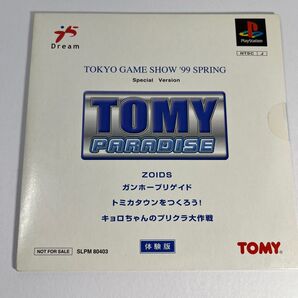 75
Dream
PlayStation
NTSC J
TOKYO GAME SHOW '99 SPRING
Special Version
TOMY
PARADISE
ZOIDS
ガンホーブリゲイド
トミカタウンをつくろう!
キョロちゃんのプリクラ大作戦
NOT FOR SALE
SLPM 80403
体験版
TOMY.